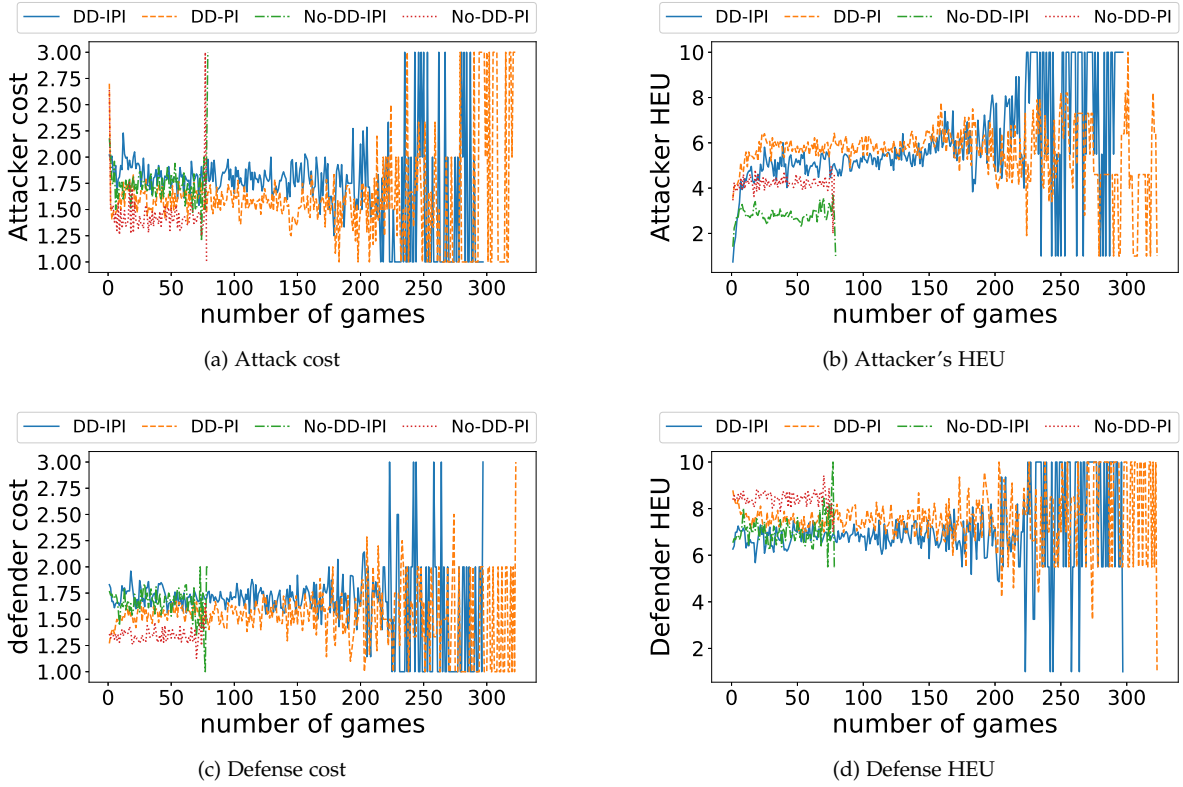 DD-IPI DD-PI No-DD-IPI No-DD-PI
3.00
2.75
2.50
2.25
2.00
1.75
1.50
1.25
1.00
Attacker cost
0 50 100 150 200 250 300
number of games
(a) Attack cost
DD-IPI DD-PI No-DD-IPI No-DD-PI
10
8
6
4
2
Attacker HEU
0 50 100 150 200 250 300
number of games
(b) Attacker's HEU
DD-IPI DD-PI No-DD-IPI No-DD-PI
3.00
2.75
2.50
2.25
2.00
1.75
1.50
1.25
1.00
defender cost
0 50 100 150 200 250 300
number of games
(c) Defense cost
DD-IPI DD-PI No-DD-IPI No-DD-PI
10
8
6
4
2
Defender HEU
0 50 100 150 200 250 300
number of games
(d) Defense HEU